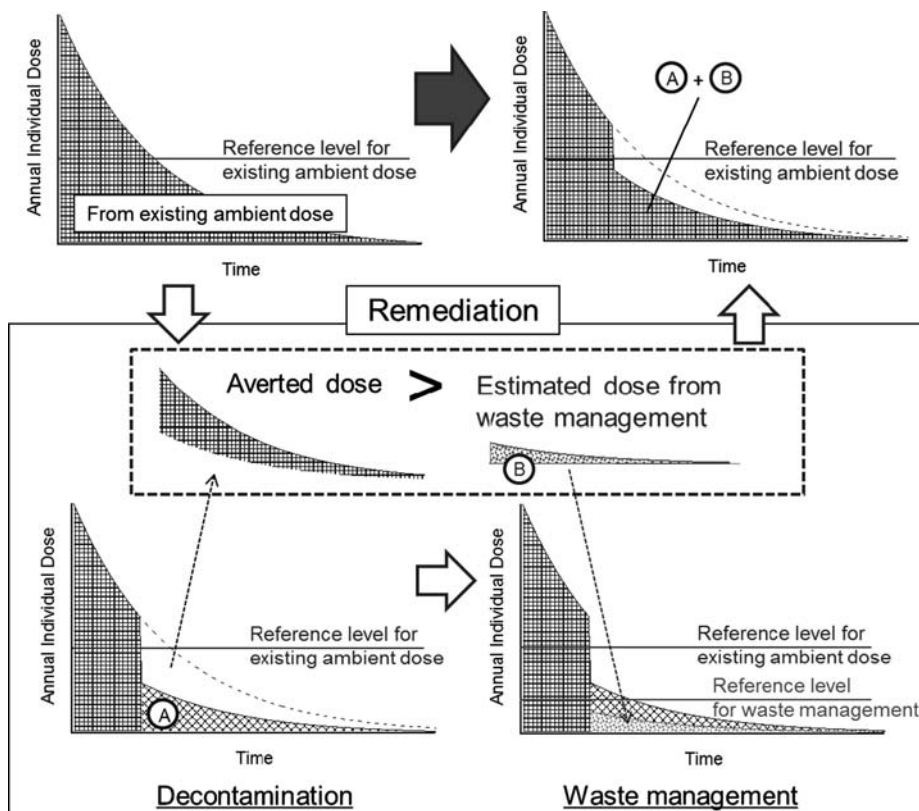 Annual Individual Dose
Reference level for
existing ambient dose
From existing ambient dose
Time
Annual Individual Dose
A + B
Reference level for
existing ambient dose
Time
Remediation
Averted dose
>
Estimated dose from
waste management
B
Annual Individual Dose
Reference level for
existing ambient dose
A
Time
Decontamination
Annual Individual Dose
Reference level for
existing ambient dose
Reference level
for waste management
Time
Waste management